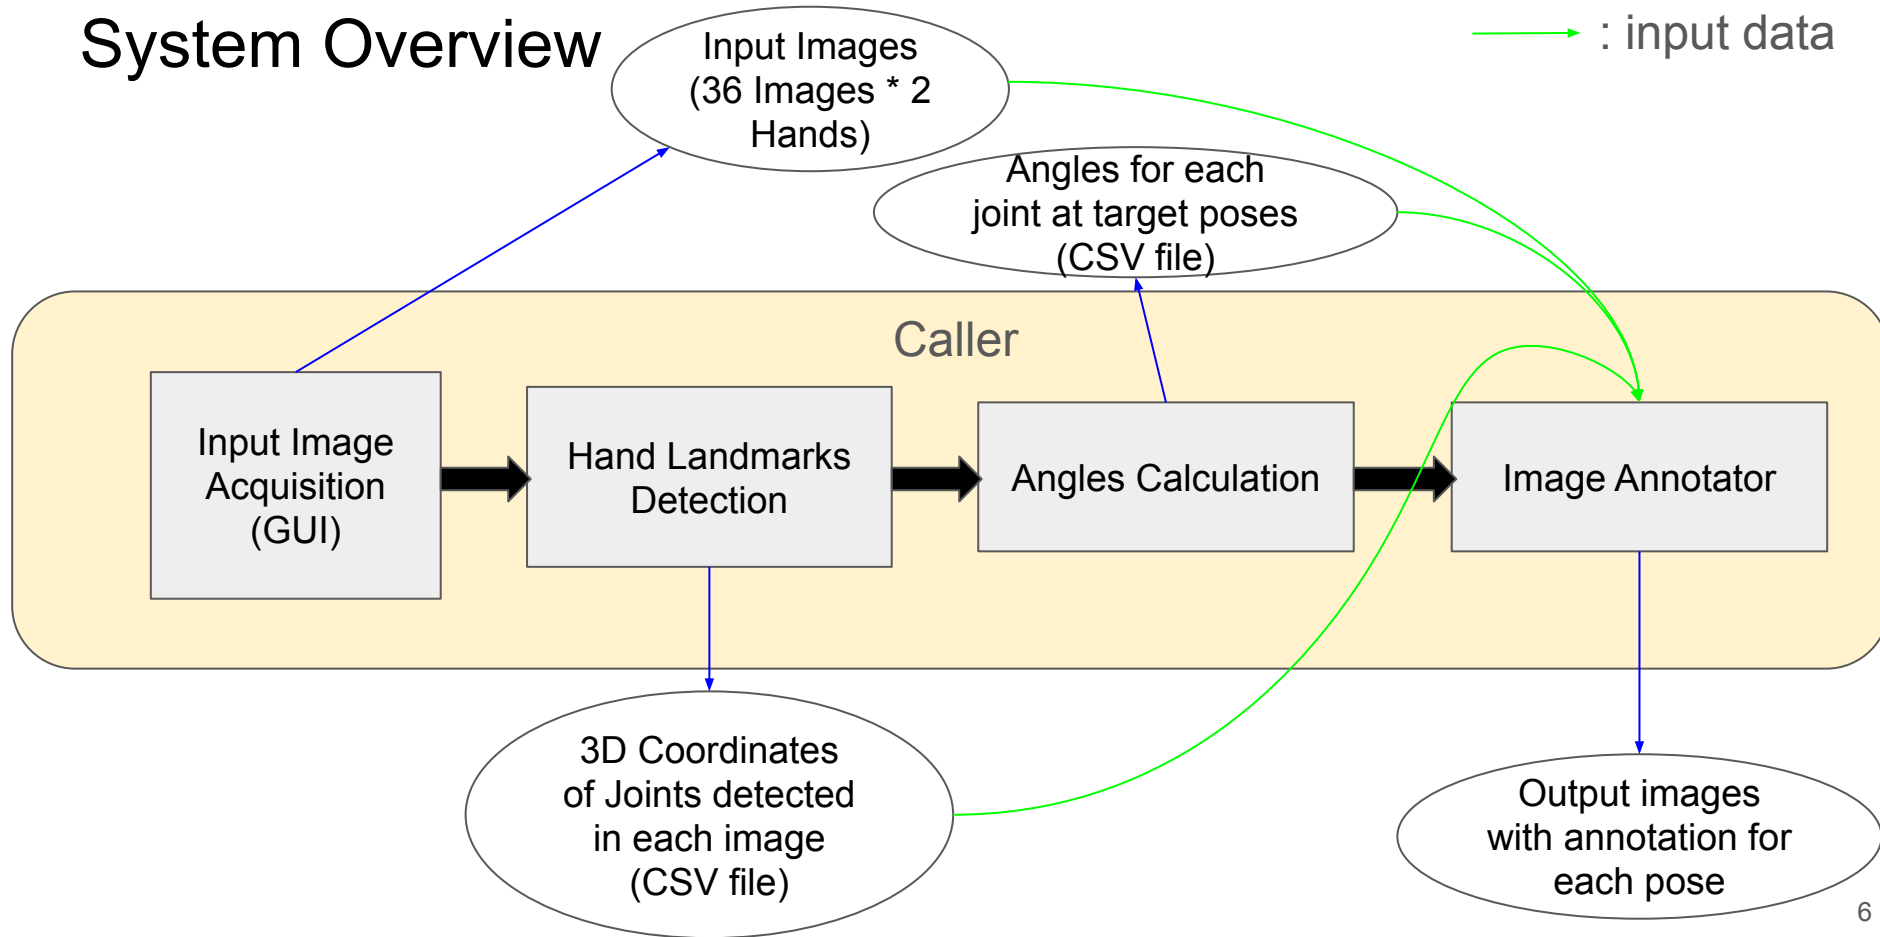 System Overview
: input data
Input Images
(36 Images * 2
Hands)
Angles for each
joint at target poses
(CSV file)
Caller
Input Image
Acquisition
(GUI)
Hand Landmarks
Detection
Angles Calculation
Image Annotator
3D Coordinates
of Joints detected
in each image
(CSV file)
Output images
with annotation for
each pose
6